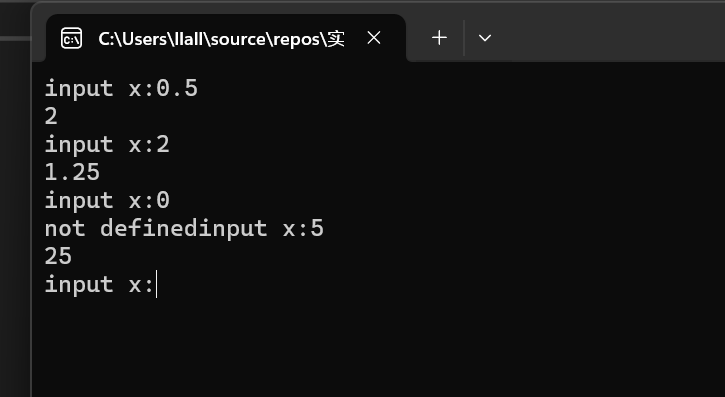 C:\Users\llall\source\repos\实
input x:0.5
2
input x:2
1.25
input x:0
not definedinput x:5
25
input x: